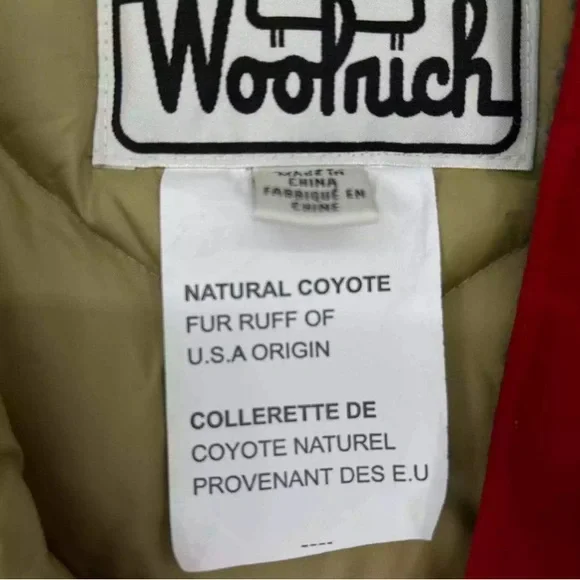 Woolrich
MADE IN
CHINA
FABRIQUÉ EN
CHINE
NATURAL COYOTE
FUR RUFF OF
U.S.A ORIGIN
COLLERETTE DE
COYOTE NATUREL
PROVENANT DES E.U
----